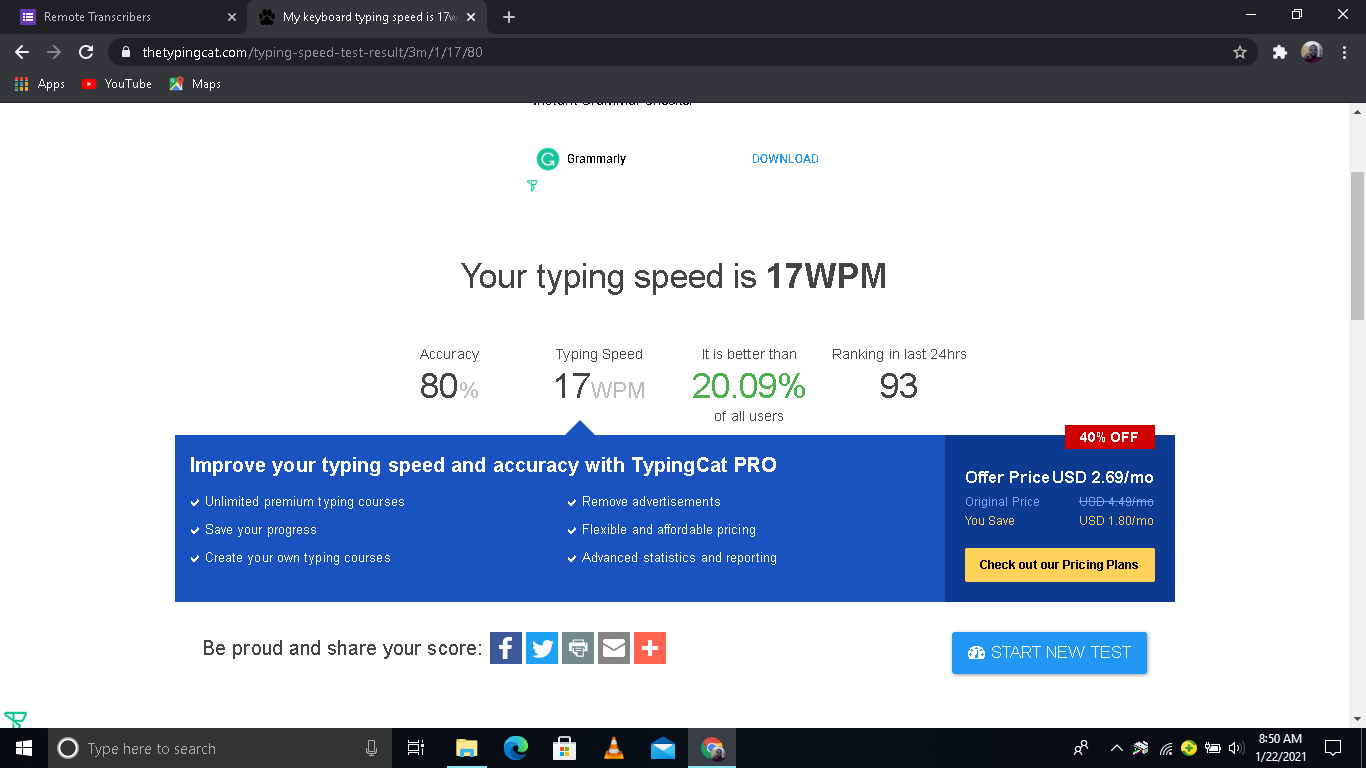 Remote Transcribers
My keyboard typing speed is 17w
thetypingcat.com/typing-speed-test-result/3m/1/17/80
Apps YouTube Maps
Instant Grammar Checker
Grammarly DOWNLOAD
Your typing speed is 17WPM
Accuracy Typing Speed It is better than Ranking in last 24hrs
80% 17WPM 20.09% 93
of all users
40% OFF
Improve your typing speed and accuracy with TypingCat PRO
Unlimited premium typing courses
Save your progress
Create your own typing courses
Remove advertisements
Flexible and affordable pricing
Advanced statistics and reporting
Offer Price USD 2.69/mo
Original Price USD 4.49/mo
You Save USD 1.80/mo
Check out our Pricing Plans
Be proud and share your score:
START NEW TEST
Type here to search
8:50 AM
1/22/2021